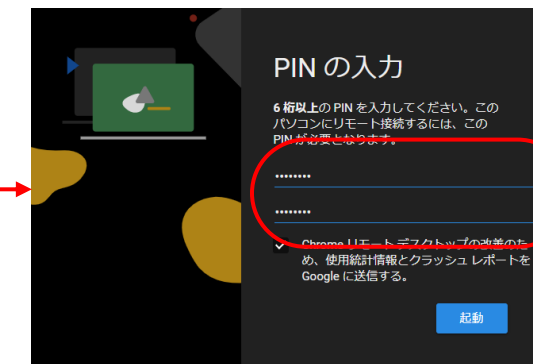 PIN の入力
6 桁以上の PIN を入力してください。この
パソコンにリモート接続するには、この
PIN が必要となります。
••••••••
••••••••
Chrome リモート デスクトップの改善のた
め、使用統計情報とクラッシュ レポートを
Google に送信する。
起動